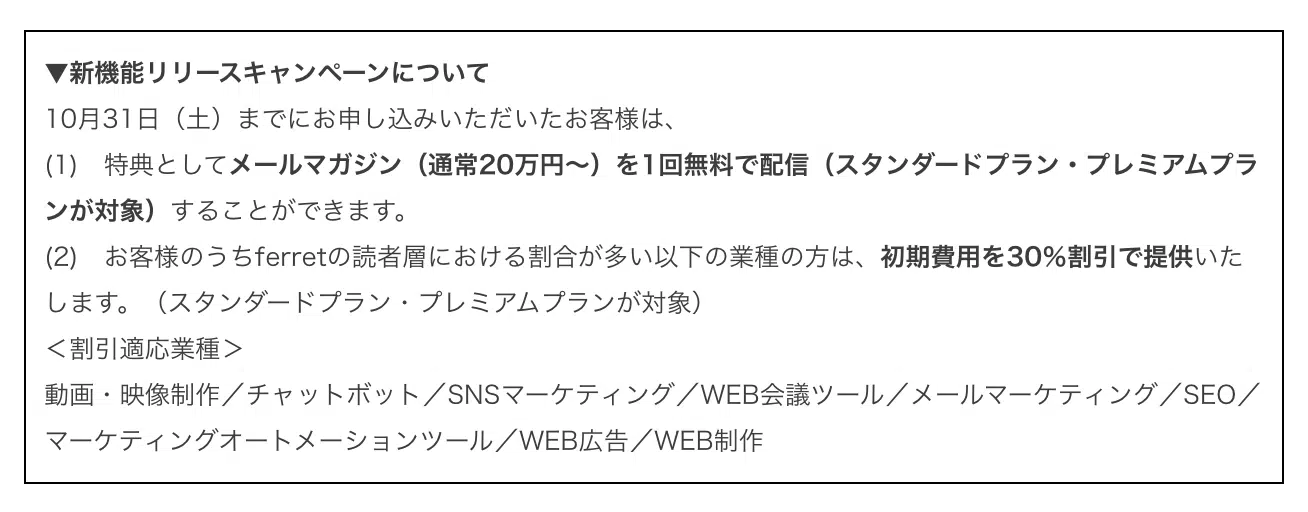 ▼新機能リリースキャンペーンについて
10月31日（土）までにお申し込みいただいたお客様は、
(1)　特典としてメールマガジン（通常20万円〜）を1回無料で配信（スタンダードプラン・プレミアムプラ
ンが対象）することができます。
(2)　お客様のうちferretの読者層における割合が多い以下の業種の方は、初期費用を30%割引で提供いた
します。（スタンダードプラン・プレミアムプランが対象）
＜割引適応業種＞
動画・映像制作／チャットボット／SNSマーケティング／WEB会議ツール／メールマーケティング／SEO／
マーケティングオートメーションツール／WEB広告／WEB制作